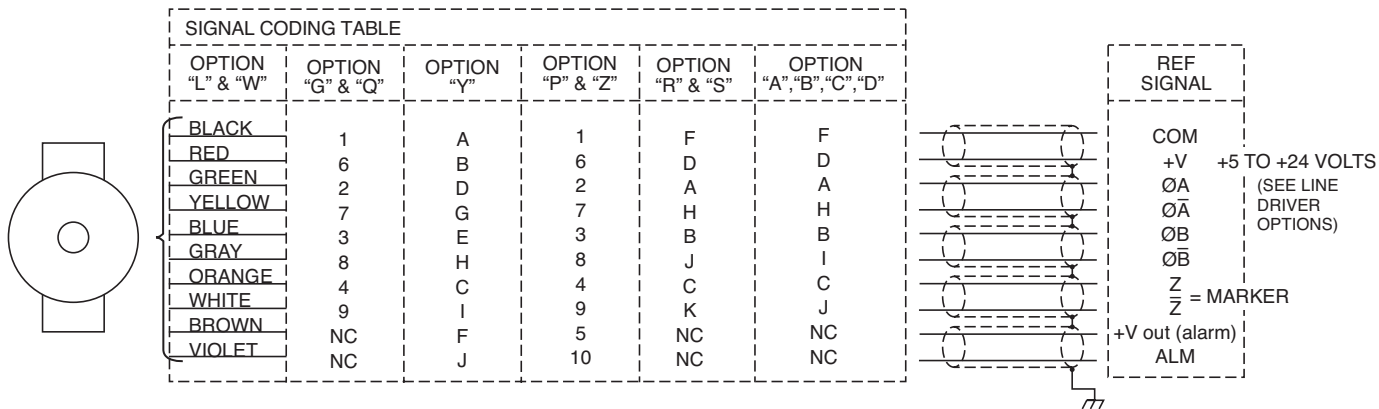 SIGNAL CODING TABLE
OPTION "L" & "W" OPTION "G" & "Q" OPTION "Y" OPTION "P" & "Z" OPTION "R" & "S" OPTION "A","B","C","D" REF SIGNAL
BLACK 1 A 1 F F COM
RED 6 B 6 D D +V +5 TO +24 VOLTS
GREEN 2 D 2 A A ØA (SEE LINE
YELLOW 7 G 7 H H ØA̅ DRIVER
BLUE 3 E 3 B B ØB OPTIONS)
GRAY 8 H 8 J I ØB̅
ORANGE 4 C 4 C C Z
WHITE 9 I 9 K J Z̅ = MARKER
BROWN NC F 5 NC NC +V out (alarm)
VIOLET NC J 10 NC NC ALM